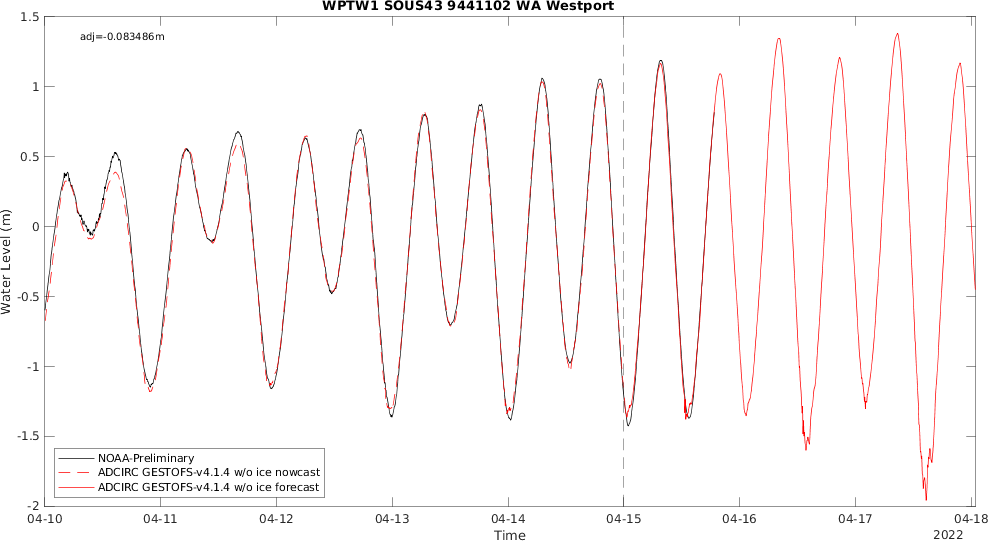 WPTW1 SOUS43 9441102 WA Westport
adj=-0.083486m
Water Level (m)
1.5
1
0.5
0
-0.5
-1
-1.5
-2
NOAA-Preliminary
ADCIRC GESTOFS-v4.1.4 w/o ice nowcast
ADCIRC GESTOFS-v4.1.4 w/o ice forecast
04-10 04-11 04-12 04-13 04-14 04-15 04-16 04-17 04-18
Time
2022